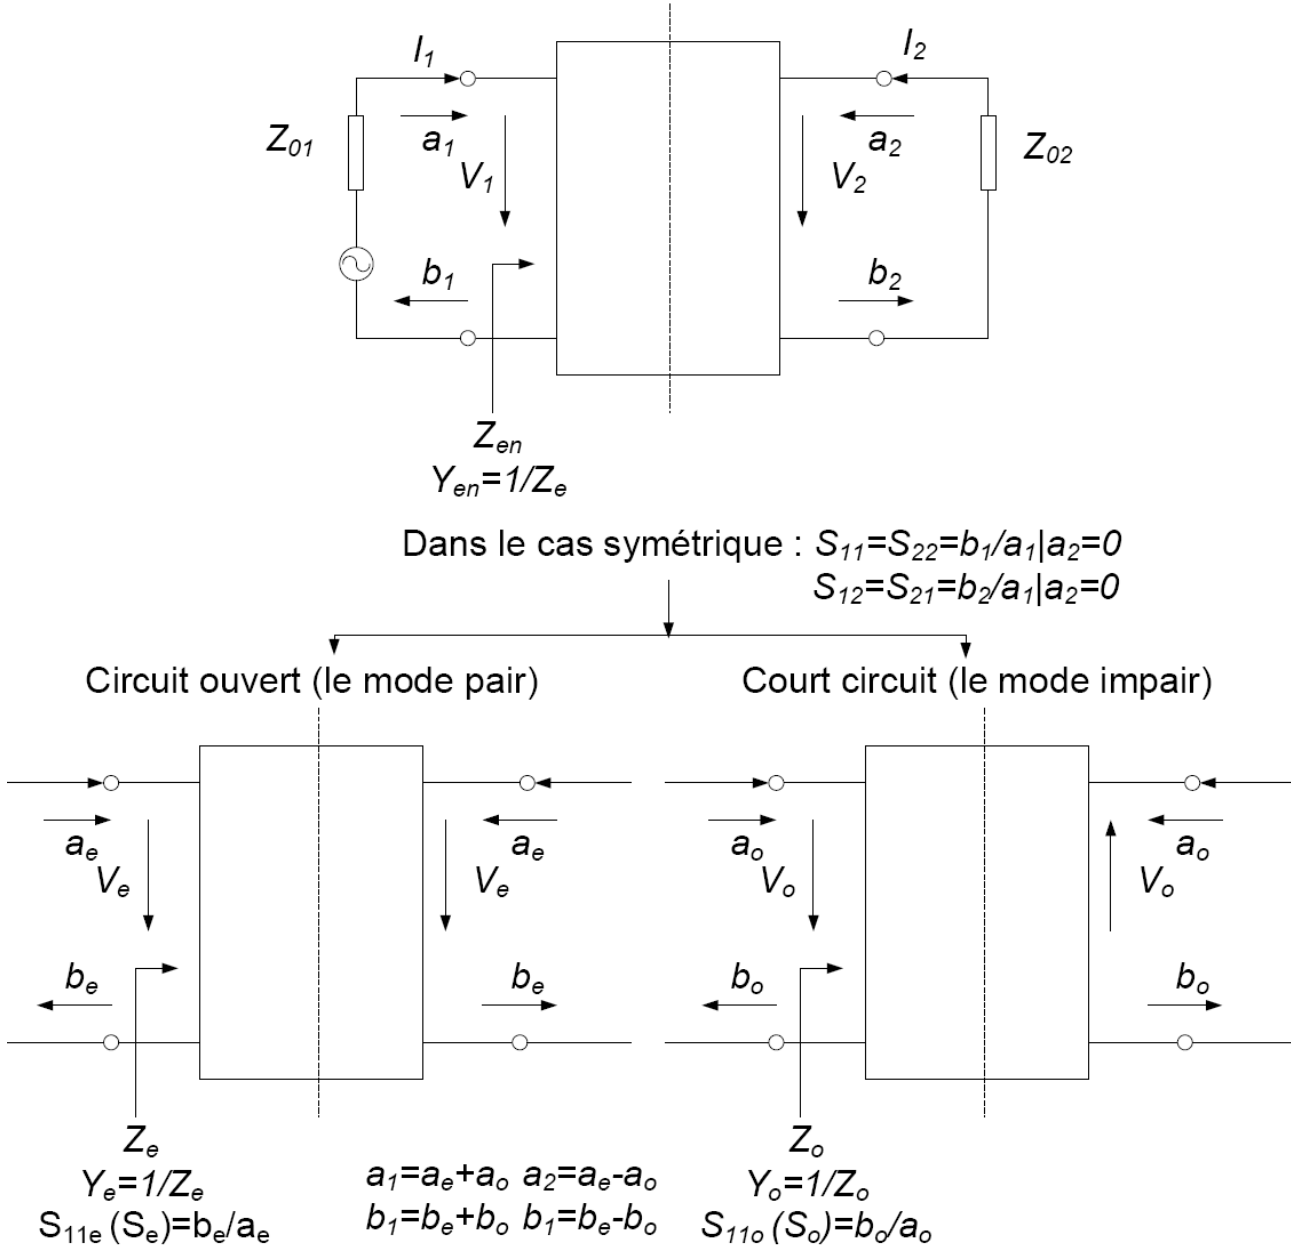 I1
I2
Z01
a1
a2
Z02
V1
V2
b1
b2
Zen
Yen=1/Ze
Dans le cas symétrique : S11=S22=b1/a1|a2=0
S12=S21=b2/a1|a2=0
Circuit ouvert (le mode pair)
Court circuit (le mode impair)
ae
ae
ao
ao
Ve
Ve
Vo
Vo
be
be
bo
bo
Ze
Ye=1/Ze
S11e (Se)=be/ae
a1=ae+ao a2=ae-ao
b1=be+bo b1=be-bo
Zo
Yo=1/Zo
S11o (So)=bo/ao